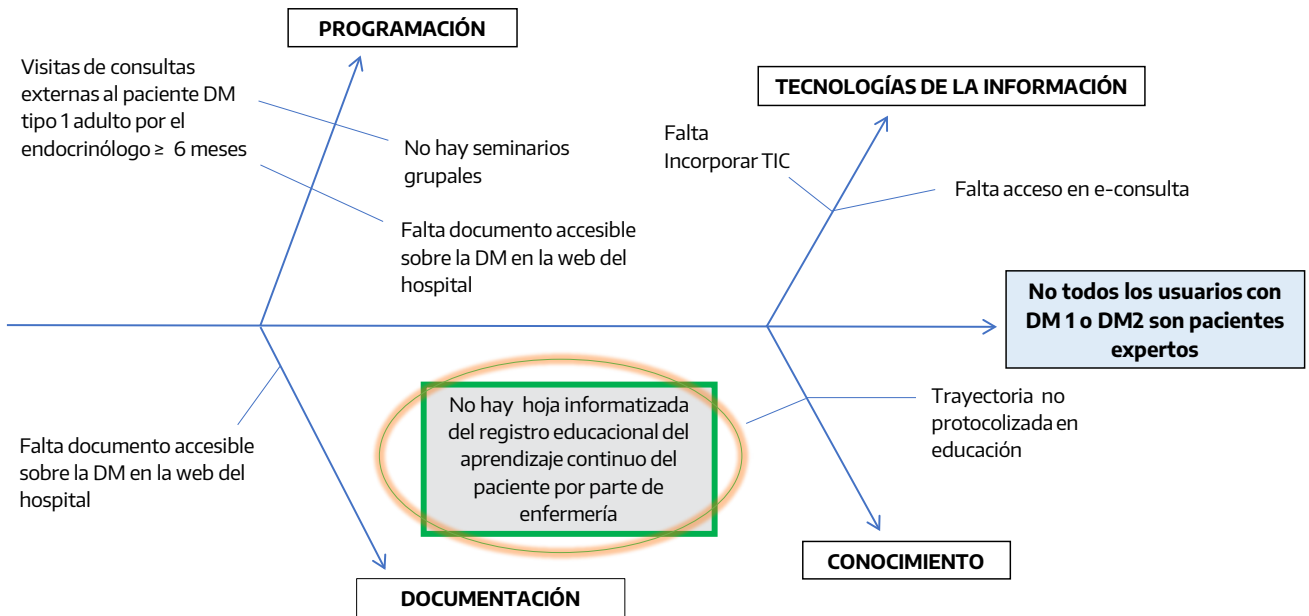 PROGRAMACIÓN
Visitas de consultas
externas al paciente DM
tipo 1 adulto por el
endocrinólogo ≥ 6 meses
No hay seminarios
grupales
Falta documento accesible
sobre la DM en la web del
hospital
TECNOLOGÍAS DE LA INFORMACIÓN
Falta
Incorporar TIC
Falta acceso en e-consulta
No todos los usuarios con
DM 1 o DM2 son pacientes
expertos
Falta documento accesible
sobre la DM en la web del
hospital
No hay hoja informatizada
del registro educacional del
aprendizaje continuo del
paciente por parte de
enfermería
Trayectoria no
protocolizada en
educación
DOCUMENTACIÓN
CONOCIMIENTO